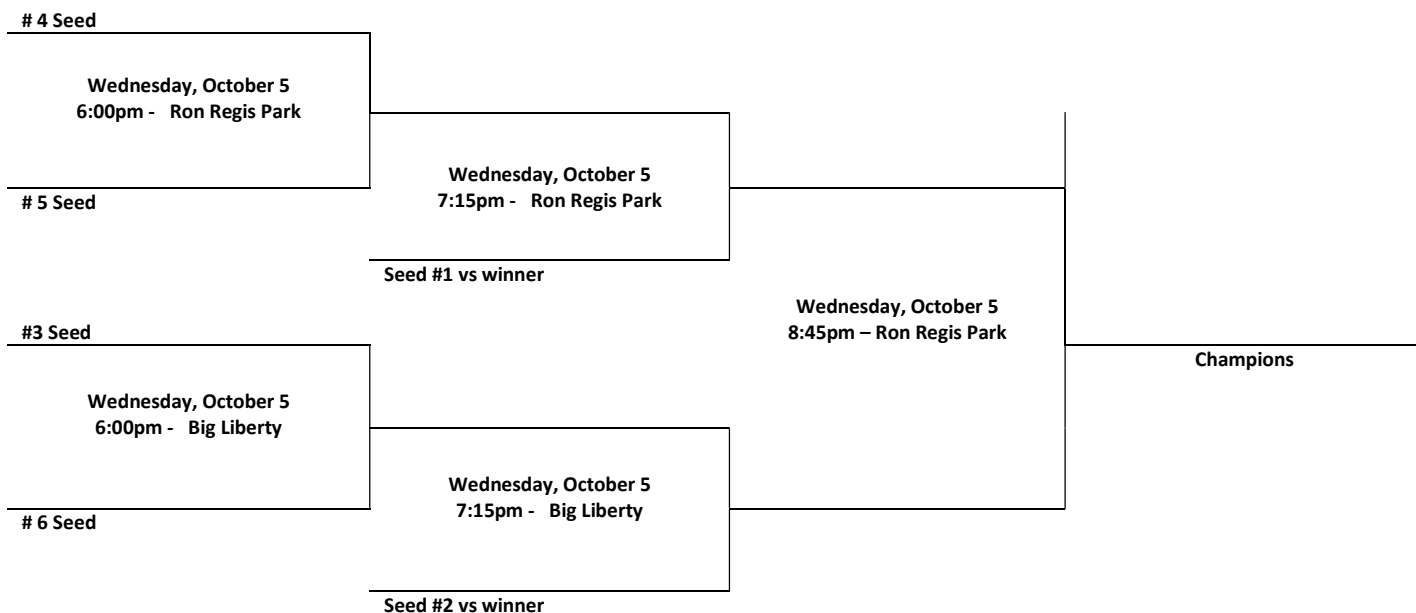 # 4 Seed
Wednesday, October 5
6:00pm - Ron Regis Park
# 5 Seed
Wednesday, October 5
7:15pm - Ron Regis Park
Seed #1 vs winner
Wednesday, October 5
8:45pm – Ron Regis Park
#3 Seed
Champions
Wednesday, October 5
6:00pm - Big Liberty
# 6 Seed
Wednesday, October 5
7:15pm - Big Liberty
Seed #2 vs winner